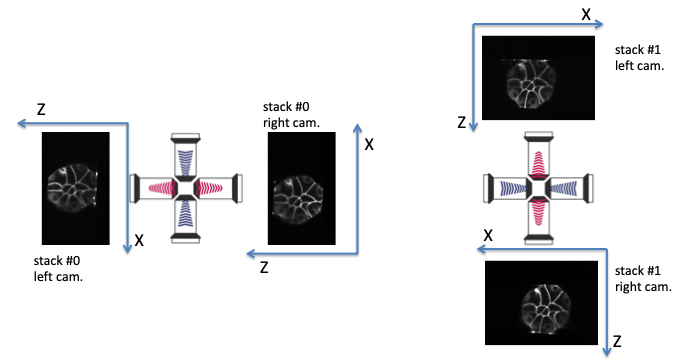 Z
stack #0
left cam.
X
stack #0
right cam.
X
Z
X
stack #1
left cam.
Z
X
stack #1
right cam.
Z